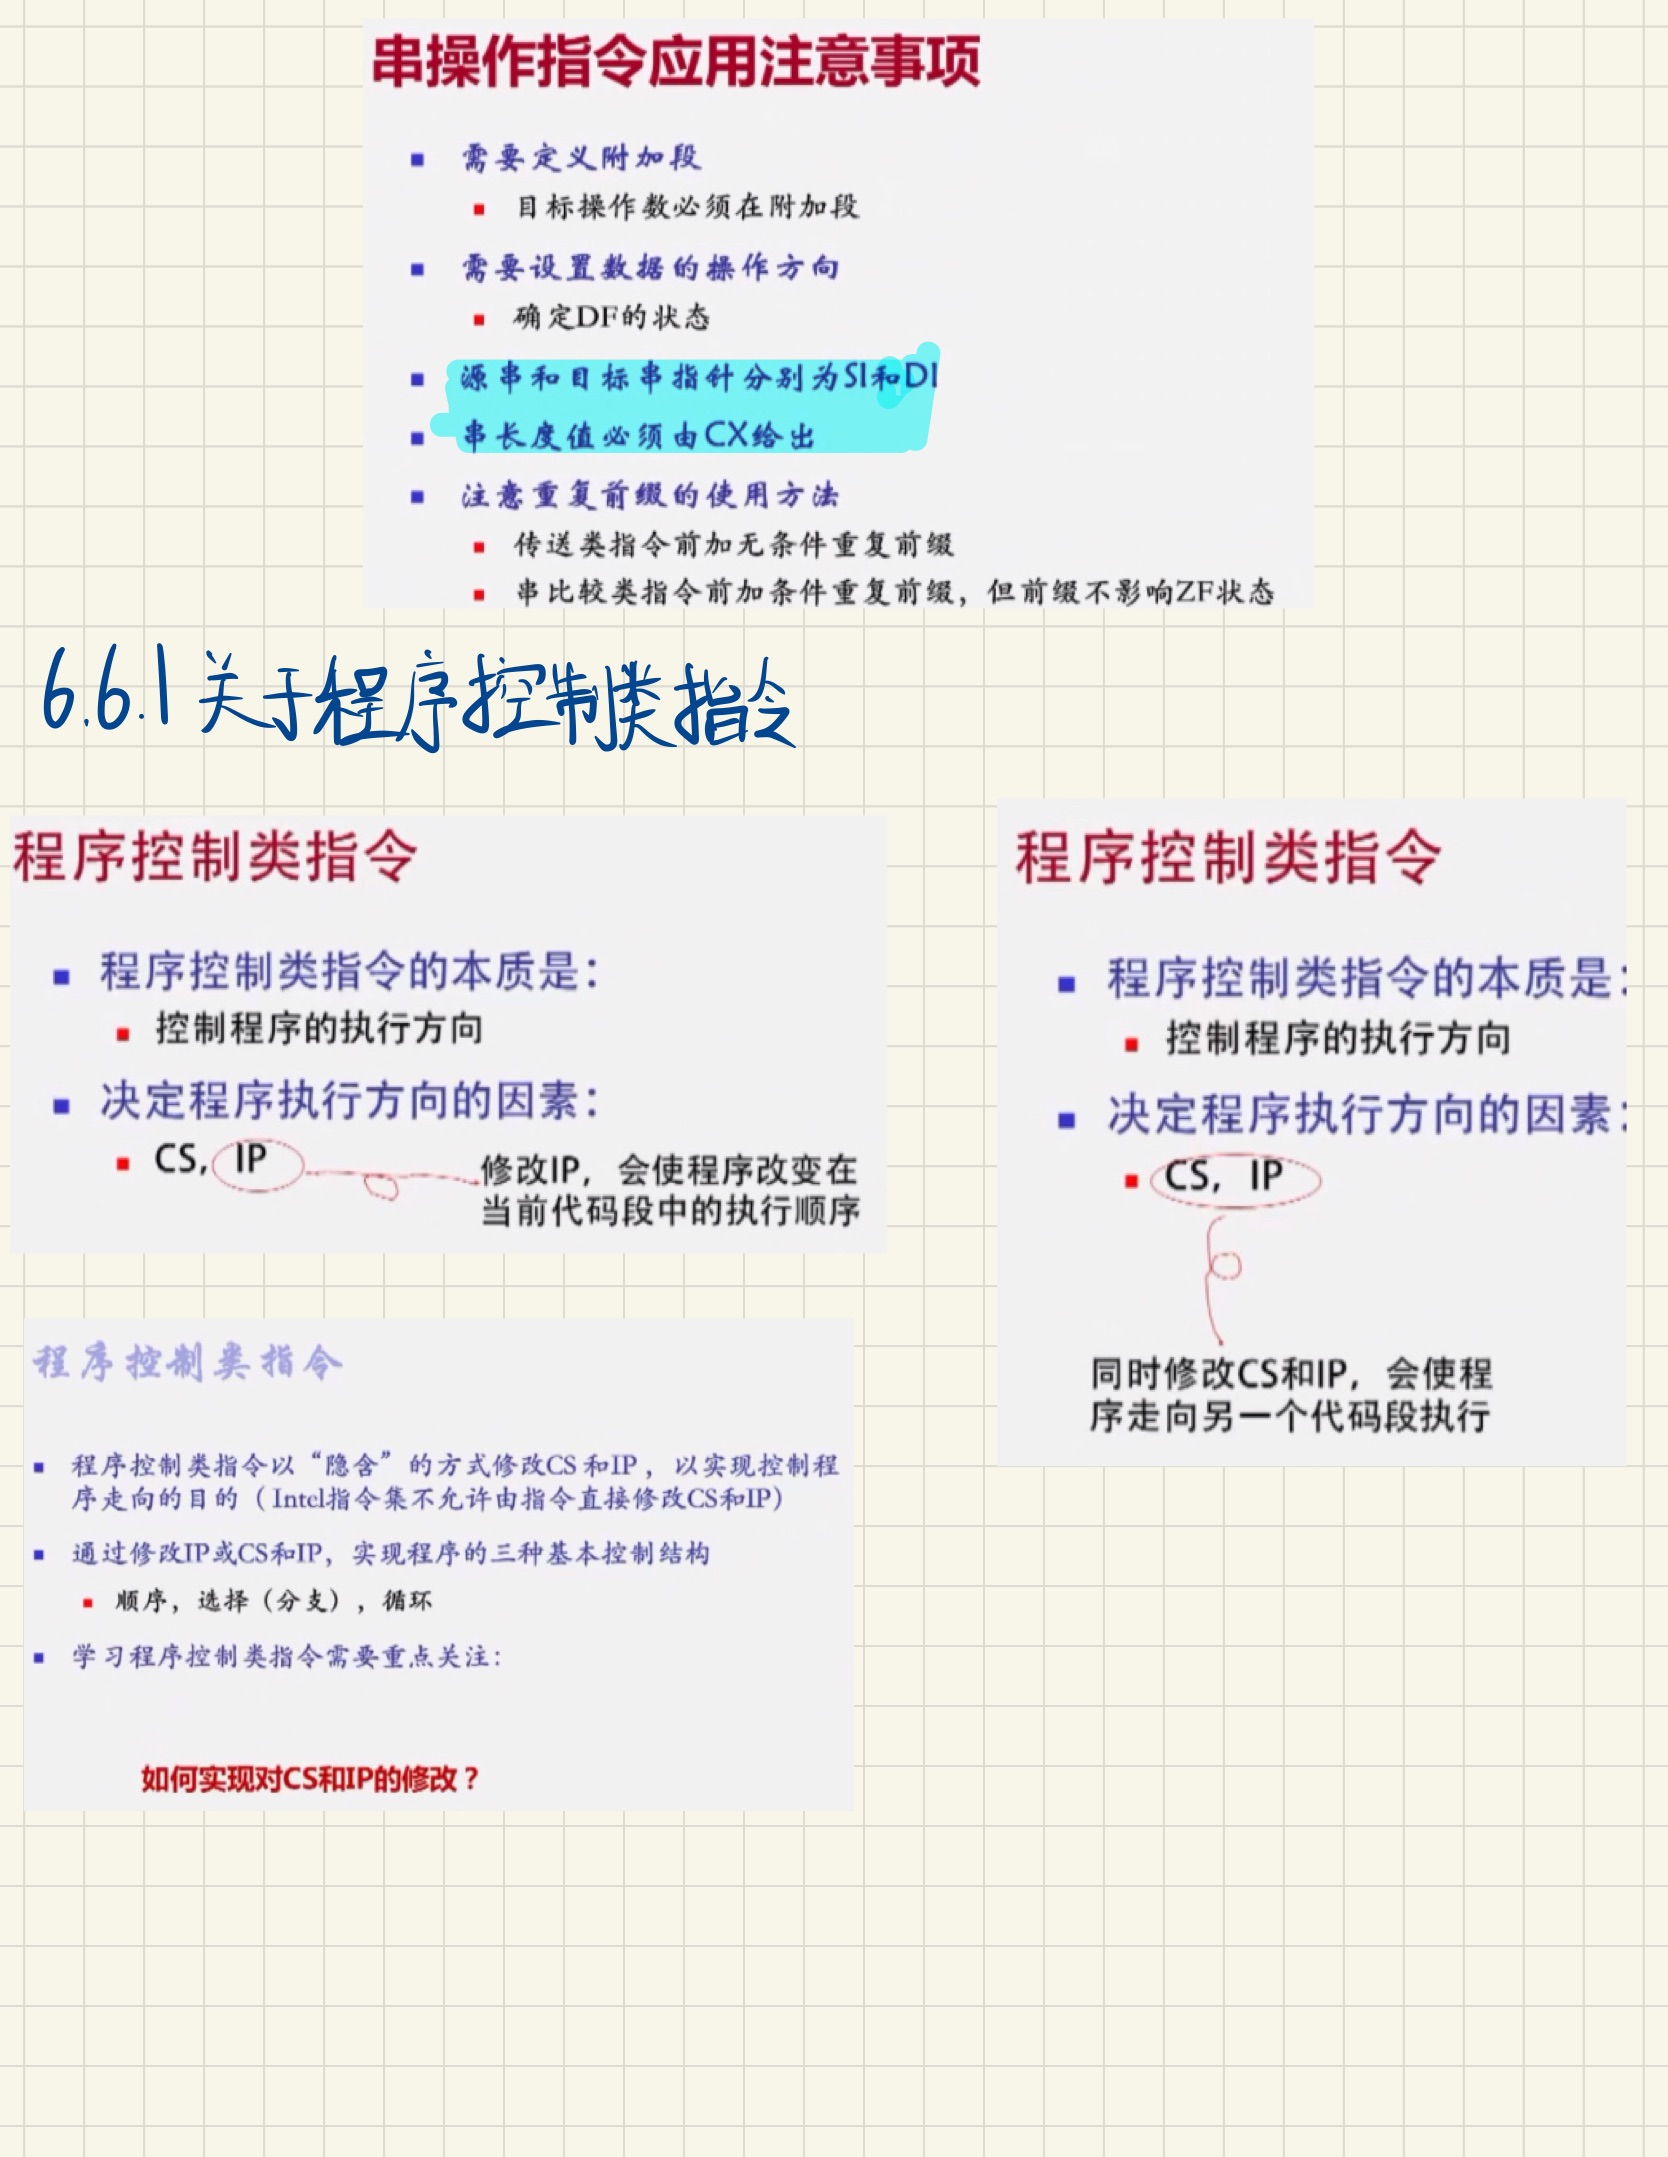 串操作指令应用注意事项
需要定义附加段
目标操作数必须在附加段
需要设置数据的操作方向
确定DF的状态
源串和目标串指针分别为SI和DI
串长度值必须由CX给出
注意重复前缀的使用方法
传送类指令前加无条件重复前缀
串比较类指令前加条件重复前缀，但前缀不影响ZF状态
6.6.1 关于程序控制类指令
程序控制类指令
程序控制类指令的本质是：
控制程序的执行方向
决定程序执行方向的因素：
CS, IP
修改IP，会使程序改变在
当前代码段中的执行顺序
程序控制类指令
程序控制类指令的本质是：
控制程序的执行方向
决定程序执行方向的因素：
CS, IP
同时修改CS和IP，会使程
序走向另一个代码段执行
程序控制类指令
程序控制类指令以“隐含”的方式修改CS和IP，以实现控制程
序走向的目的（Intel指令集不允许由指令直接修改CS和IP）
通过修改IP或CS和IP，实现程序的三种基本控制结构
顺序，选择（分支），循环
学习程序控制类指令需要重点关注：
如何实现对CS和IP的修改？